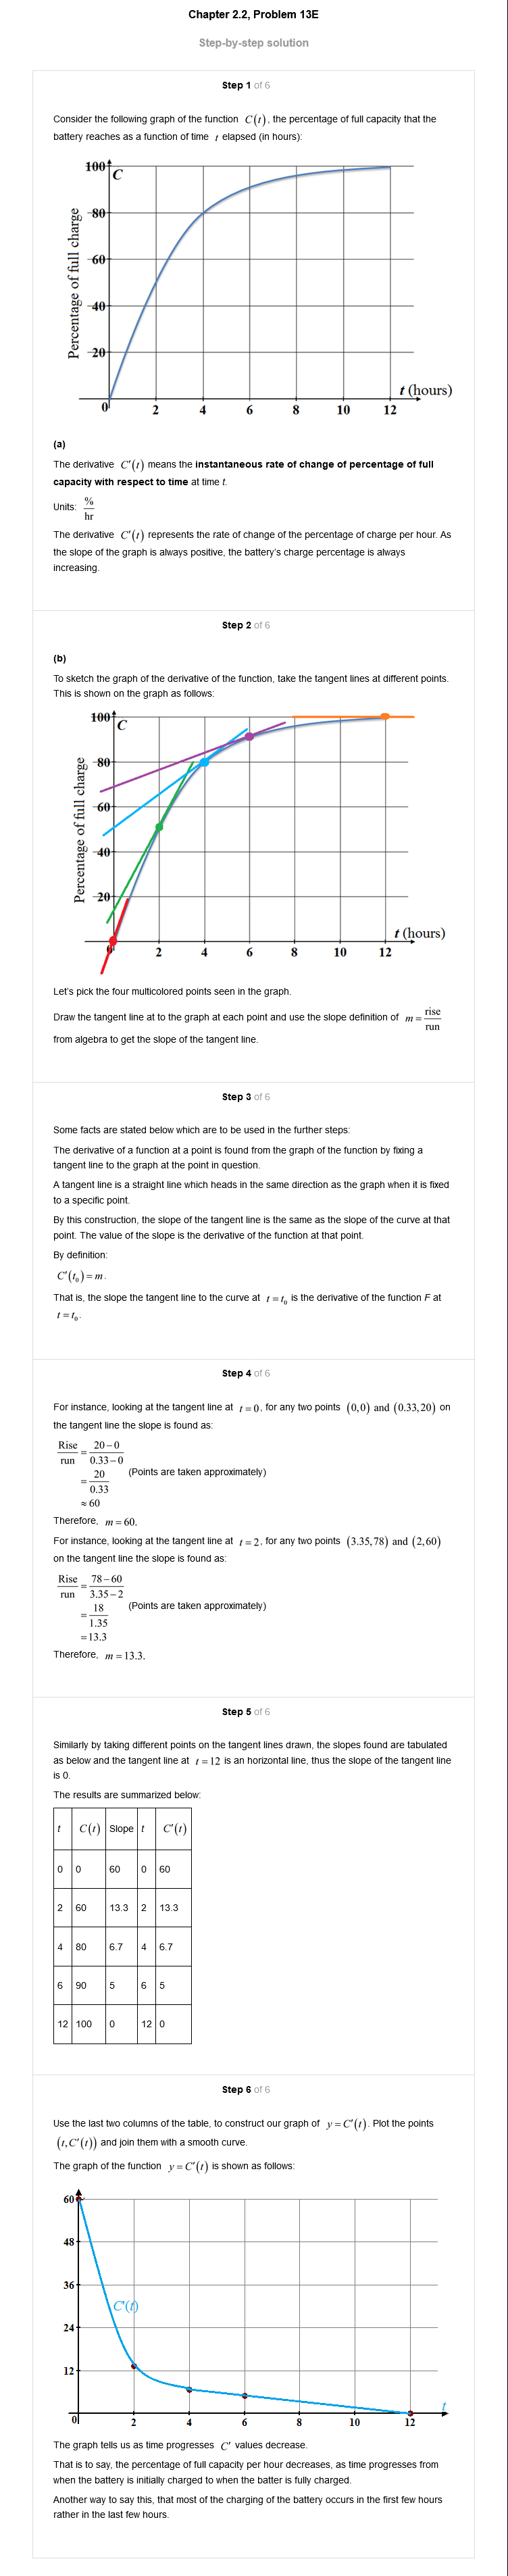 Chapter 2.2, Problem 13E
Step-by-step solution
Step 1 of 6
Consider the following graph of the function C(t), the percentage of full capacity that the
battery reaches as a function of time t elapsed (in hours):
100
C
80
60
40
20
0
2 4 6 8 10 12
Percentage of full charge
t (hours)
(a)
The derivative C′(t) means the instantaneous rate of change of percentage of full
capacity with respect to time at time t.
Units: %/hr
The derivative C′(t) represents the rate of change of the percentage of charge per hour. As
the slope of the graph is always positive, the battery's charge percentage is always
increasing.
Step 2 of 6
(b)
To sketch the graph of the derivative of the function, take the tangent lines at different points.
This is shown on the graph as follows:
100
C
80
60
40
20
0
2 4 6 8 10 12
Percentage of full charge
t (hours)
Let's pick the four multicolored points seen in the graph.
Draw the tangent line at to the graph at each point and use the slope definition of m = rise/run
from algebra to get the slope of the tangent line.
Step 3 of 6
Some facts are stated below which are to be used in the further steps:
The derivative of a function at a point is found from the graph of the function by fixing a
tangent line to the graph at the point in question.
A tangent line is a straight line which heads in the same direction as the graph when it is fixed
to a specific point.
By this construction, the slope of the tangent line is the same as the slope of the curve at that
point. The value of the slope is the derivative of the function at that point.
By definition:
C′(t₀) = m.
That is, the slope the tangent line to the curve at t = t₀ is the derivative of the function F at
t = t₀.
Step 4 of 6
For instance, looking at the tangent line at t = 0, for any two points (0,0) and (0.33,20) on
the tangent line the slope is found as:
Rise/run = 20−0/0.33−0
= 20/0.33 (Points are taken approximately)
≈ 60
Therefore, m = 60.
For instance, looking at the tangent line at t = 2, for any two points (3.35,78) and (2,60)
on the tangent line the slope is found as:
Rise/run = 78−60/3.35−2
= 18/1.35 (Points are taken approximately)
= 13.3
Therefore, m = 13.3.
Step 5 of 6
Similarly by taking different points on the tangent lines drawn, the slopes found are tabulated
as below and the tangent line at t = 12 is an horizontal line, thus the slope of the tangent line
is 0.
The results are summarized below:
t C(t) Slope t C′(t)
0 0 60 0 60
2 60 13.3 2 13.3
4 80 6.7 4 6.7
6 90 5 6 5
12 100 0 12 0
Step 6 of 6
Use the last two columns of the table, to construct our graph of y = C′(t). Plot the points
(t, C′(t)) and join them with a smooth curve.
The graph of the function y = C′(t) is shown as follows:
60
48
36
C'(t)
24
12
t
0
2 4 6 8 10 12
The graph tells us as time progresses C′ values decrease.
That is to say, the percentage of full capacity per hour decreases, as time progresses from
when the battery is initially charged to when the batter is fully charged.
Another way to say this, that most of the charging of the battery occurs in the first few hours
rather in the last few hours.